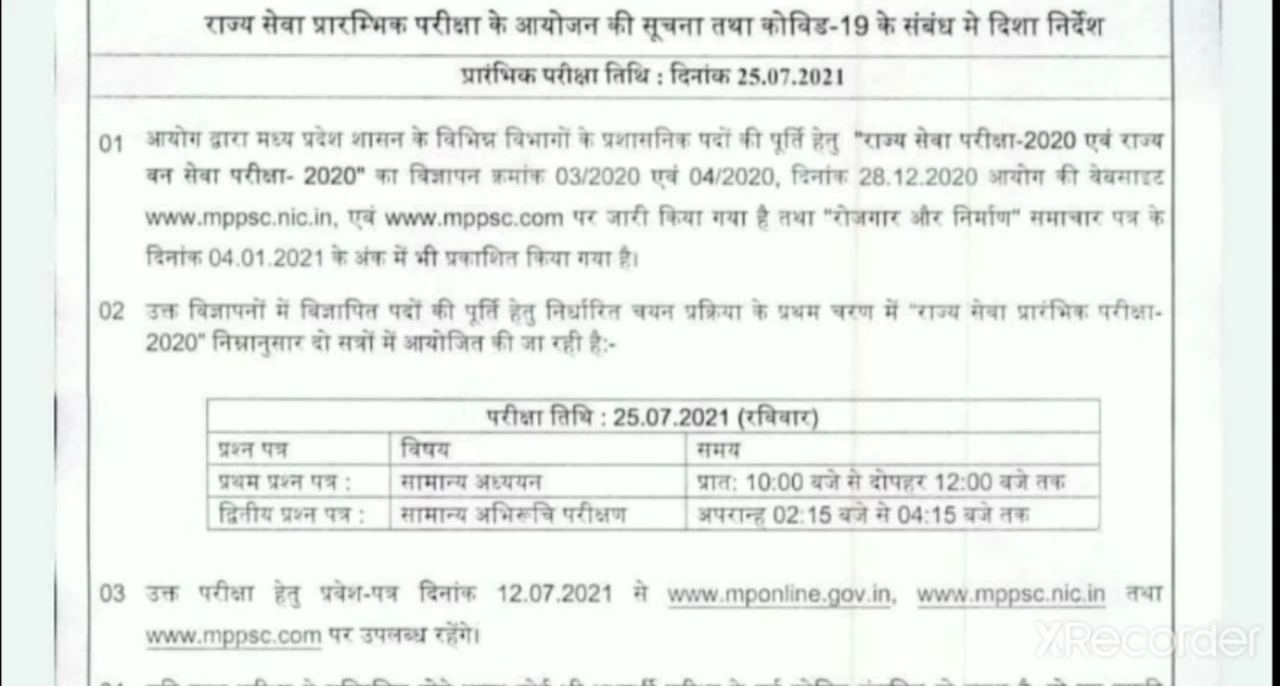 राज्य सेवा प्रारम्भिक परीक्षा के आयोजन की सूचना तथा कोविड-19 के संबंध मे दिशा निर्देश
प्रारंभिक परीक्षा तिथि : दिनांक 25.07.2021
01 आयोग द्वारा मध्य प्रदेश शासन के विभिन्न विभागों के प्रशासनिक पदों की पूर्ति हेतु "राज्य सेवा परीक्षा-2020 एवं राज्य
वन सेवा परीक्षा- 2020" का विज्ञापन क्रमांक 03/2020 एवं 04/2020, दिनांक 28.12.2020 आयोग की वेबसाइट
www.mppsc.nic.in, एवं www.mppsc.com पर जारी किया गया है तथा "रोजगार और निर्माण" समाचार पत्र के
दिनांक 04.01.2021 के अंक में भी प्रकाशित किया गया है।
02 उक्त विज्ञापनों में विज्ञापित पदों की पूर्ति हेतु निर्धारित चयन प्रक्रिया के प्रथम चरण में "राज्य सेवा प्रारंभिक परीक्षा-
2020" निम्नानुसार दो सत्रों में आयोजित की जा रही है:-
परीक्षा तिथि : 25.07.2021 (रविवार)
प्रश्न पत्र विषय समय
प्रथम प्रश्न पत्र : सामान्य अध्ययन प्रात: 10:00 बजे से दोपहर 12:00 बजे तक
द्वितीय प्रश्न पत्र : सामान्य अभिरूचि परीक्षण अपरान्ह 02:15 बजे से 04:15 बजे तक
03 उक्त परीक्षा हेतु प्रवेश-पत्र दिनांक 12.07.2021 से www.mponline.gov.in, www.mppsc.nic.in तथा
www.mppsc.com पर उपलब्ध रहेंगे।
XRecorder